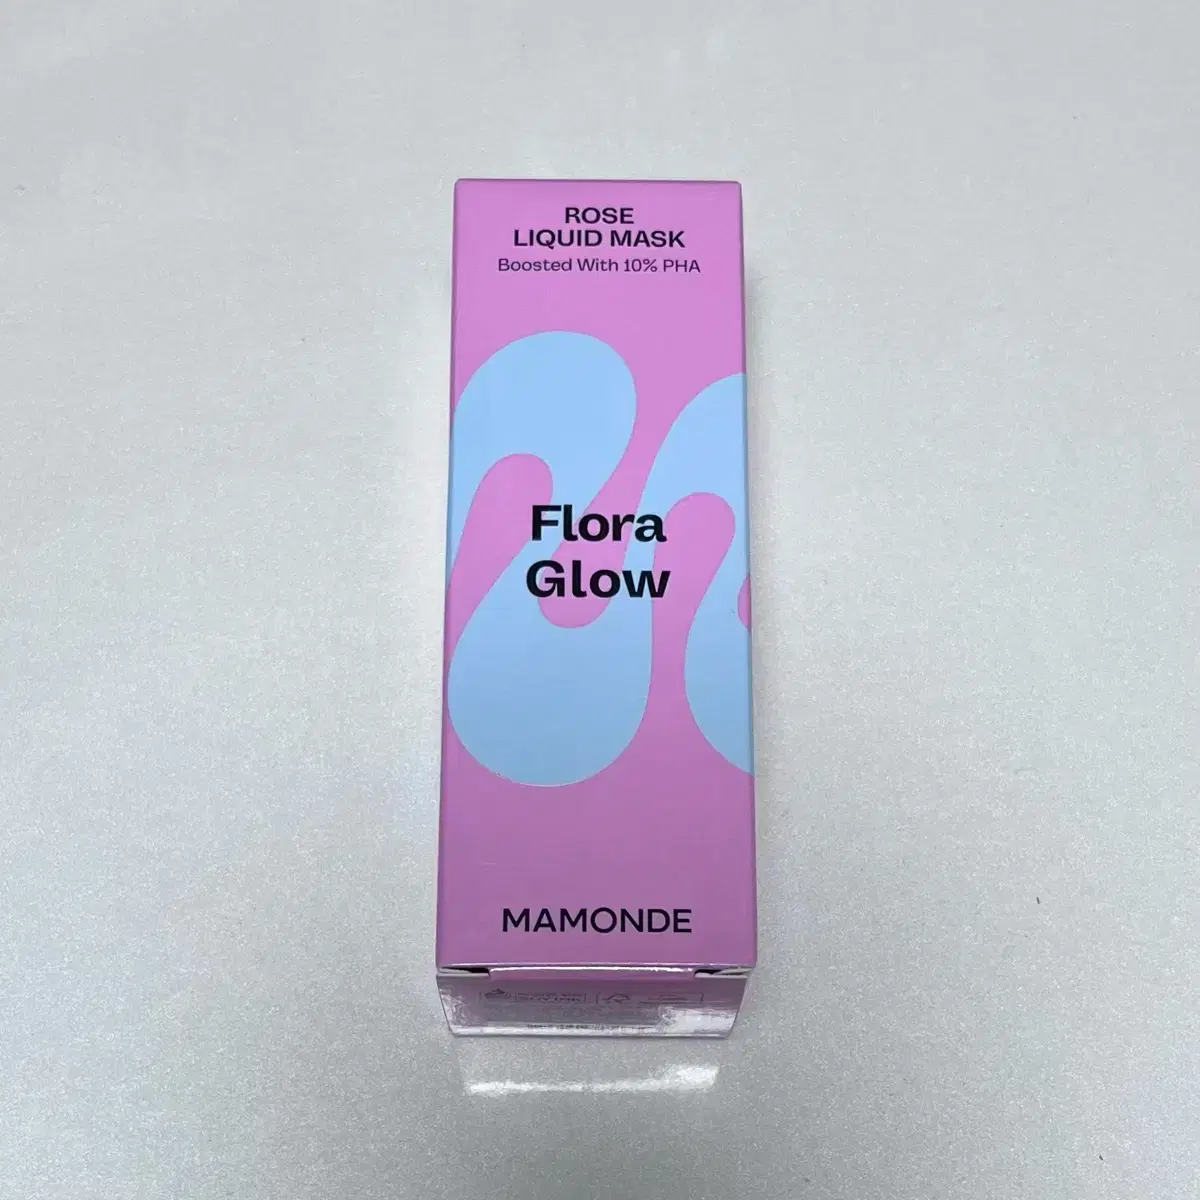 ROSE
LIQUID MASK
Boosted With 10% PHA
Flora
Glow
MAMONDE